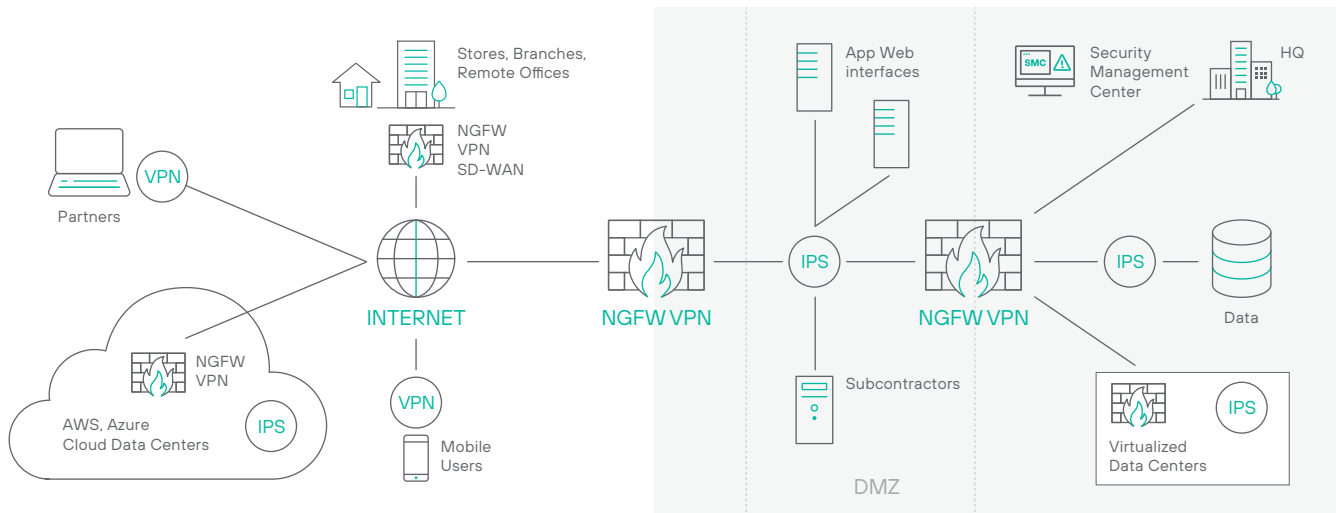 Stores, Branches,
Remote Offices
NGFW
VPN
SD-WAN
VPN
Partners
INTERNET
NGFW
VPN
AWS, Azure
Cloud Data Centers
IPS
VPN
Mobile
Users
NGFW VPN
App Web
interfaces
IPS
Subcontractors
DMZ
NGFW VPN
SMC
Security
Management
Center
HQ
IPS
Data
IPS
Virtualized
Data Centers